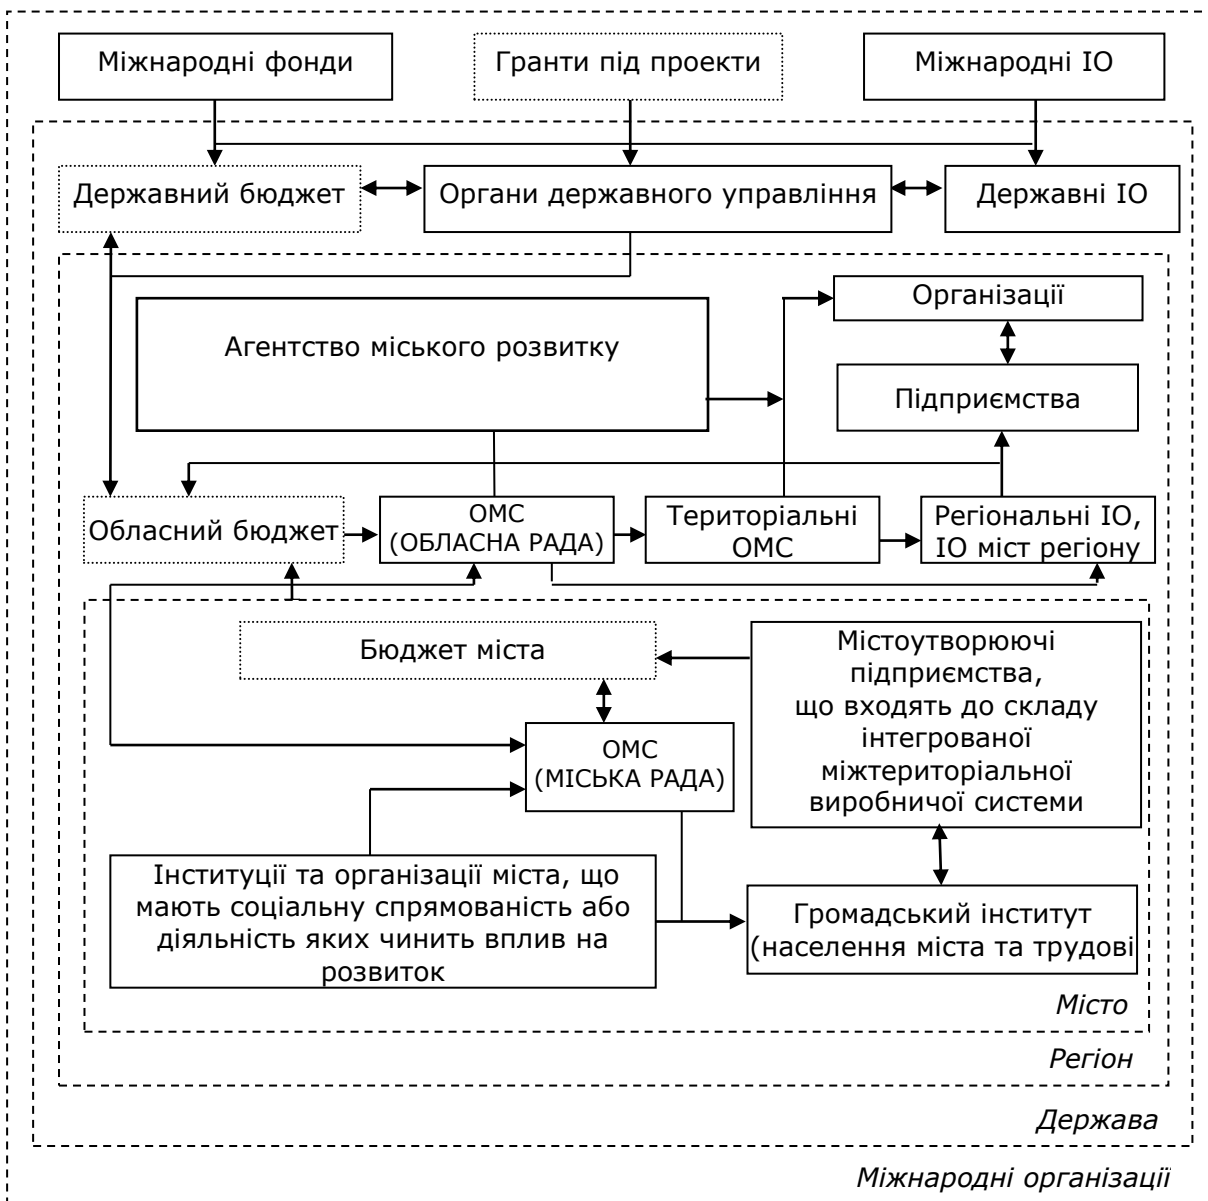 Міжнародні фонди
Гранти під проекти
Міжнародні ІО
Державний бюджет
Органи державного управління
Державні ІО
Організації
Агентство міського розвитку
Підприємства
Обласний бюджет
ОМС
(ОБЛАСНА РАДА)
Територіальні
ОМС
Регіональні ІО,
ІО міст регіону
Бюджет міста
Містоутворюючі
підприємства,
що входять до складу
інтегрованої
міжтериторіальної
виробничої системи
ОМС
(МІСЬКА РАДА)
Інституції та організації міста, що
мають соціальну спрямованість або
діяльність яких чинить вплив на
розвиток
Громадський інститут
(населення міста та трудові
Місто
Регіон
Держава
Міжнародні організації